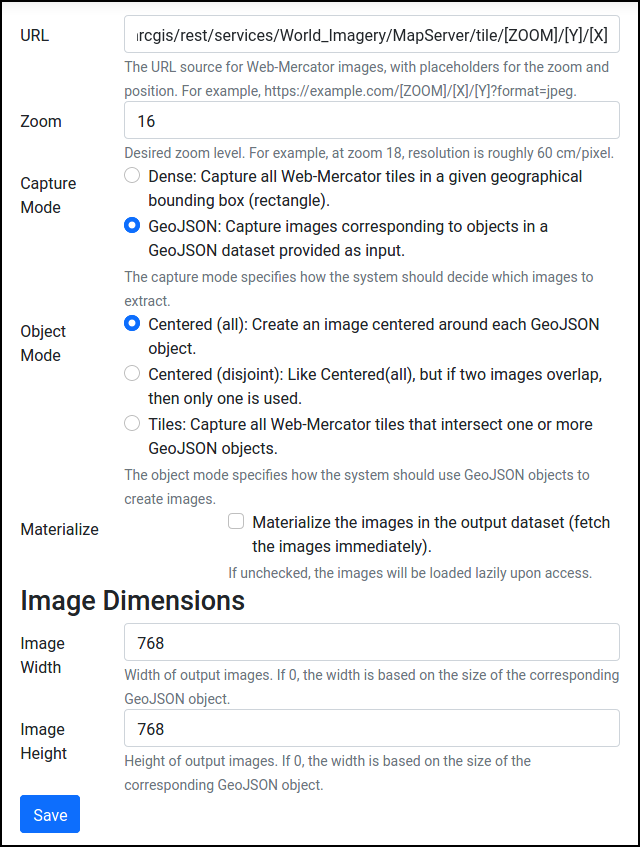 URL
rcgis/rest/services/World_Imagery/MapServer/tile/[ZOOM]/[Y]/[X]
The URL source for Web-Mercator images, with placeholders for the zoom and
position. For example, https://example.com/[ZOOM]/[X]/[Y]?format=jpeg.
Zoom
16
Desired zoom level. For example, at zoom 18, resolution is roughly 60 cm/pixel.
Capture
Mode
Dense: Capture all Web-Mercator tiles in a given geographical
bounding box (rectangle).
GeoJSON: Capture images corresponding to objects in a
GeoJSON dataset provided as input.
The capture mode specifies how the system should decide which images to
extract.
Object
Mode
Centered (all): Create an image centered around each GeoJSON
object.
Centered (disjoint): Like Centered(all), but if two images overlap,
then only one is used.
Tiles: Capture all Web-Mercator tiles that intersect one or more
GeoJSON objects.
The object mode specifies how the system should use GeoJSON objects to
create images.
Materialize
Materialize the images in the output dataset (fetch
the images immediately).
If unchecked, the images will be loaded lazily upon access.
Image Dimensions
Image
Width
768
Width of output images. If 0, the width is based on the size of the corresponding
GeoJSON object.
Image
Height
768
Height of output images. If 0, the width is based on the size of the
corresponding GeoJSON object.
Save